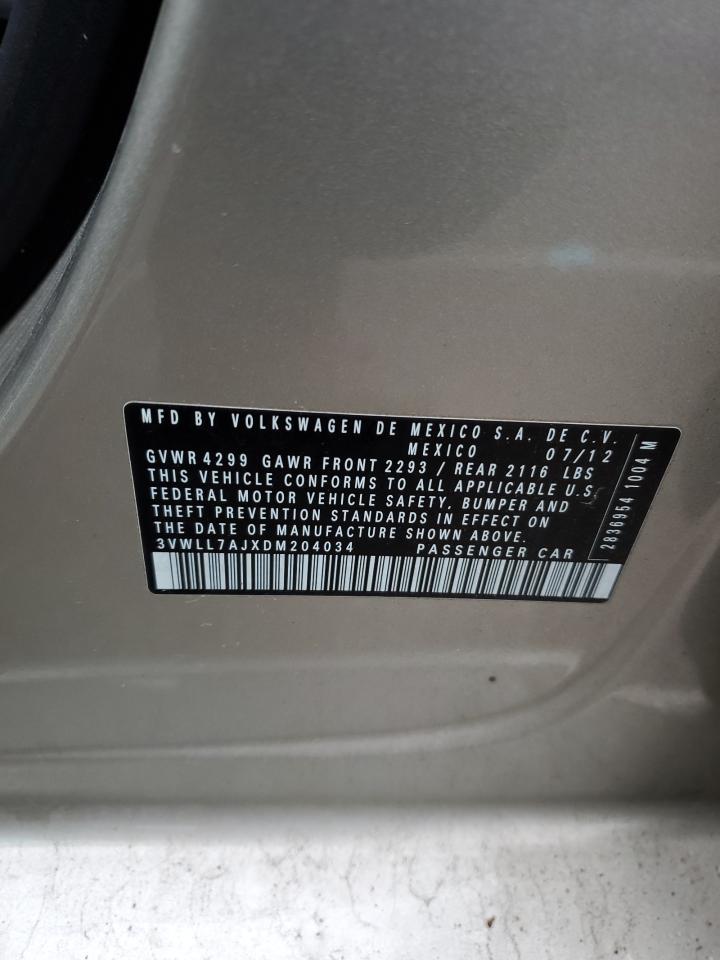 MFD BY VOLKSWAGEN DE MEXICO S.A. DE C.V.
MEXICO 07/12
GVWR 4299 GAWR FRONT 2293 / REAR 2116 LBS
THIS VEHICLE CONFORMS TO ALL APPLICABLE U.S.
FEDERAL MOTOR VEHICLE SAFETY, BUMPER AND
THEFT PREVENTION STANDARDS IN EFFECT ON
THE DATE OF MANUFACTURE SHOWN ABOVE.
3VWLL7AJXDM204034 PASSENGER CAR
2836954 1004 M